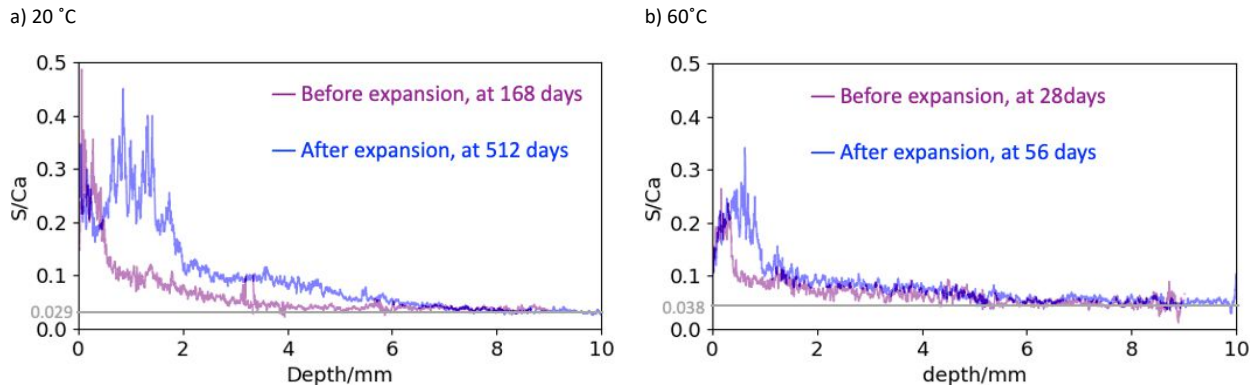 a) 20 ˚C
b) 60˚C
0.5
Before expansion, at 168 days
0.4
After expansion, at 512 days
0.3
S/Ca
0.2
0.1
0.029
0.0
0 2 4 6 8 10
Depth/mm
0.5
Before expansion, at 28days
0.4
After expansion, at 56 days
0.3
S/Ca
0.2
0.1
0.038
0.0
0 2 4 6 8 10
depth/mm